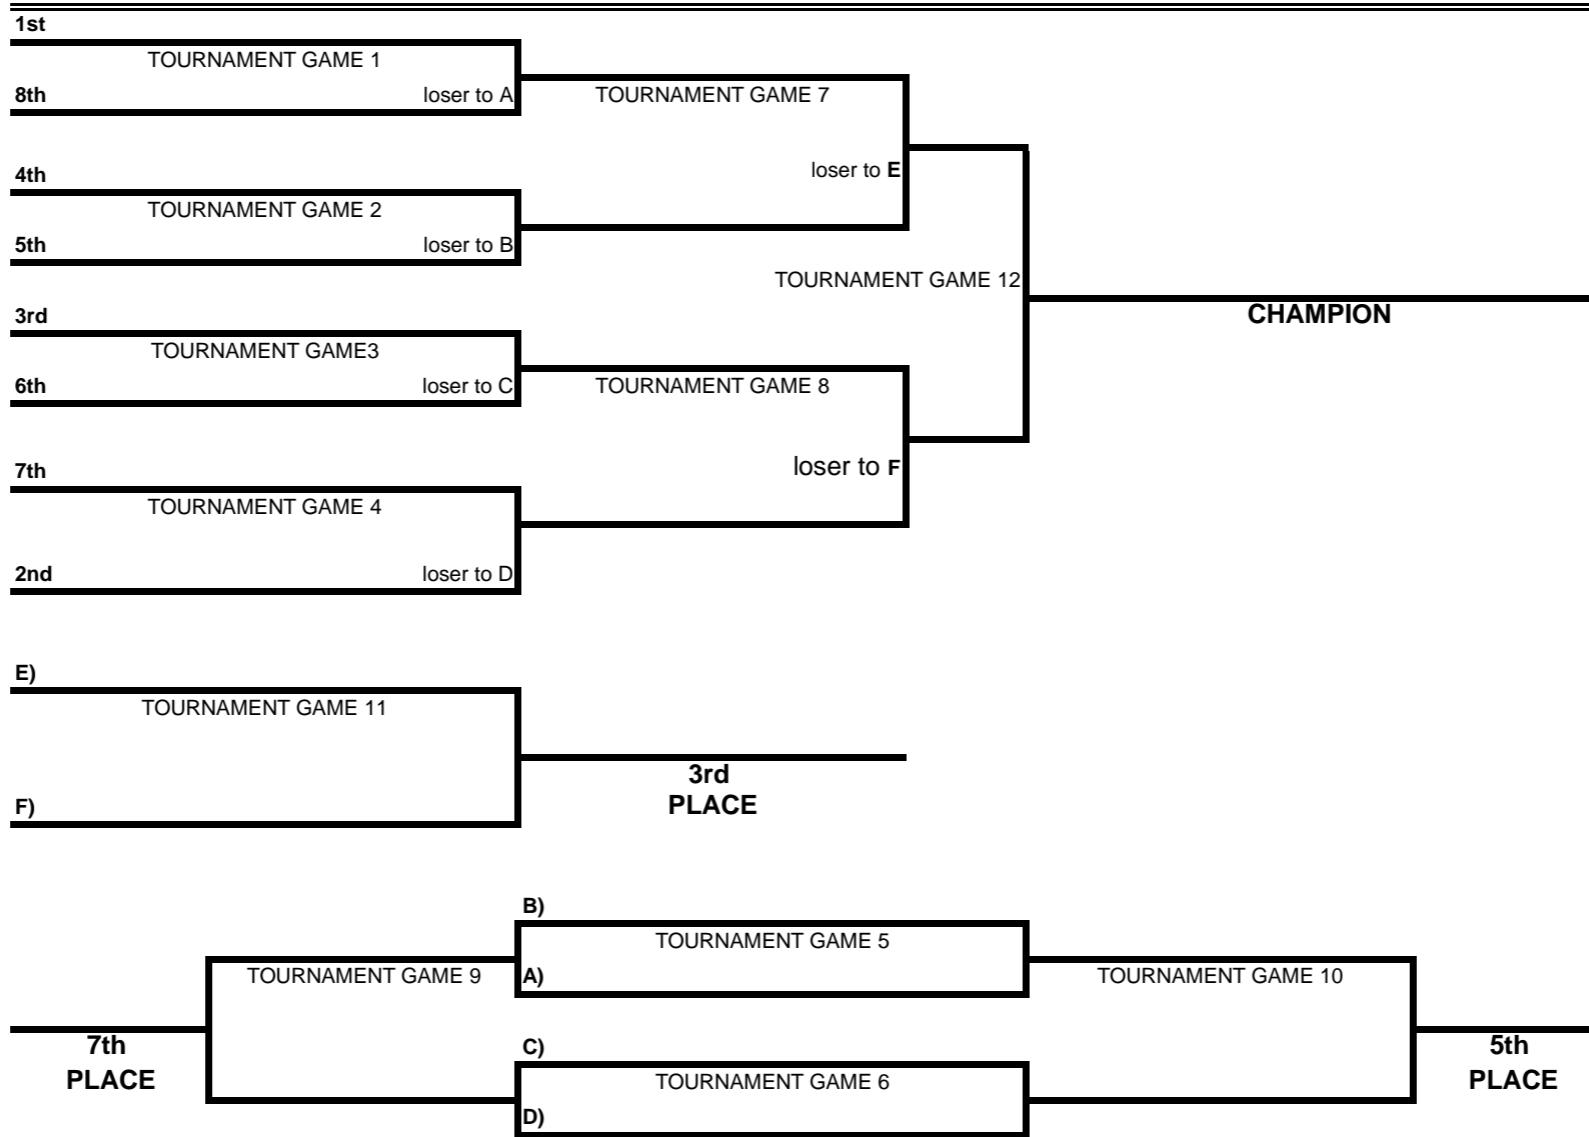 1st
TOURNAMENT GAME 1
8th loser to A
TOURNAMENT GAME 7
4th
loser to E
TOURNAMENT GAME 2
5th loser to B
TOURNAMENT GAME 12
CHAMPION
3rd
TOURNAMENT GAME3
6th loser to C
TOURNAMENT GAME 8
7th
loser to F
TOURNAMENT GAME 4
2nd loser to D
E)
TOURNAMENT GAME 11
3rd
PLACE
F)
B)
TOURNAMENT GAME 5
TOURNAMENT GAME 9
A)
TOURNAMENT GAME 10
7th
PLACE
C)
5th
PLACE
TOURNAMENT GAME 6
D)